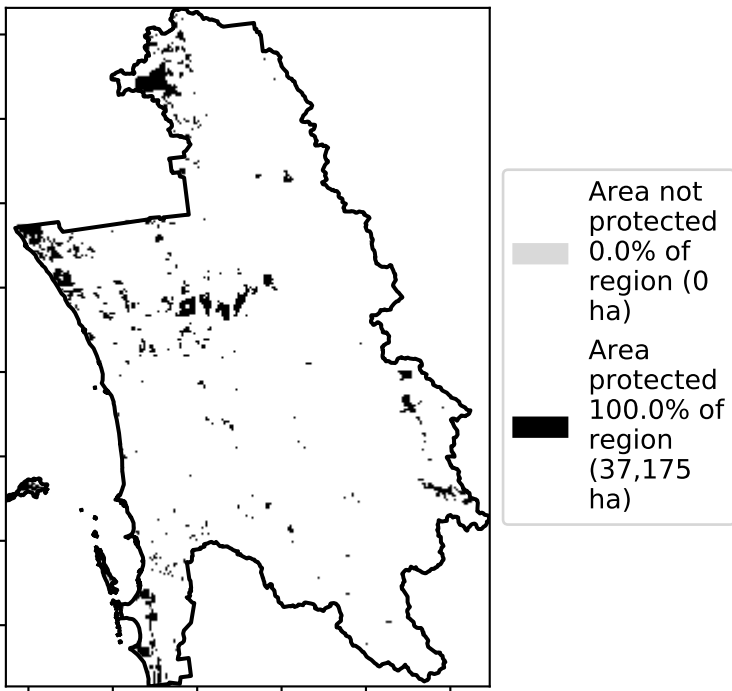 Area not
protected
0.0% of
region (0
ha)
Area
protected
100.0% of
region
(37,175
ha)